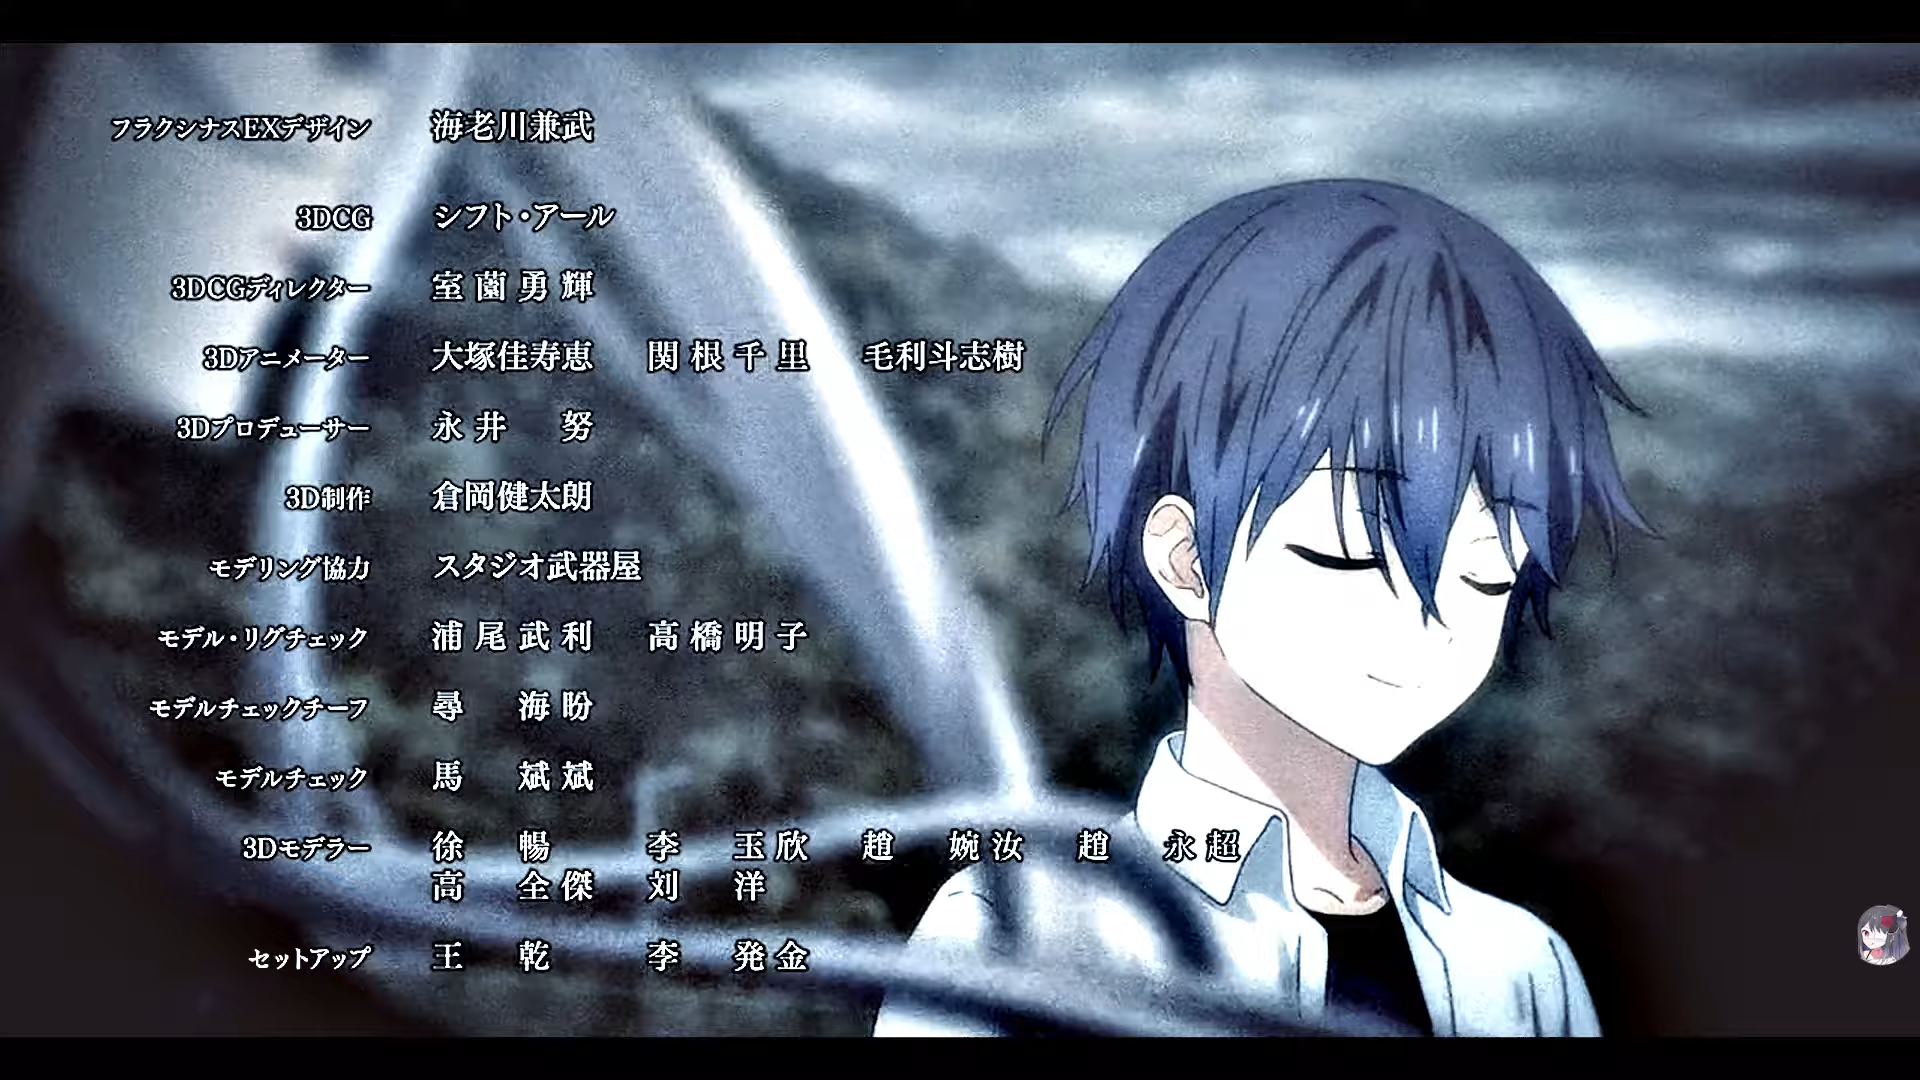 フラクシナスEXデザイン 海老川兼武
3DCG シフト・アール
3DCGディレクター 室薗勇輝
3Dアニメーター 大塚佳寿恵 関根千里 毛利斗志樹
3Dプロデューサー 永井 努
3D制作 倉岡健太朗
モデリング協力 スタジオ武器屋
モデル・リグチェック 浦尾武利 高橋明子
モデルチェックチーフ 尋 海盼
モデルチェック 馬 斌斌
3Dモデラー 徐 暢 李 玉欣 趙 婉汝 趙 永超
高 全傑 刘 洋
セットアップ 王 乾 李 発金